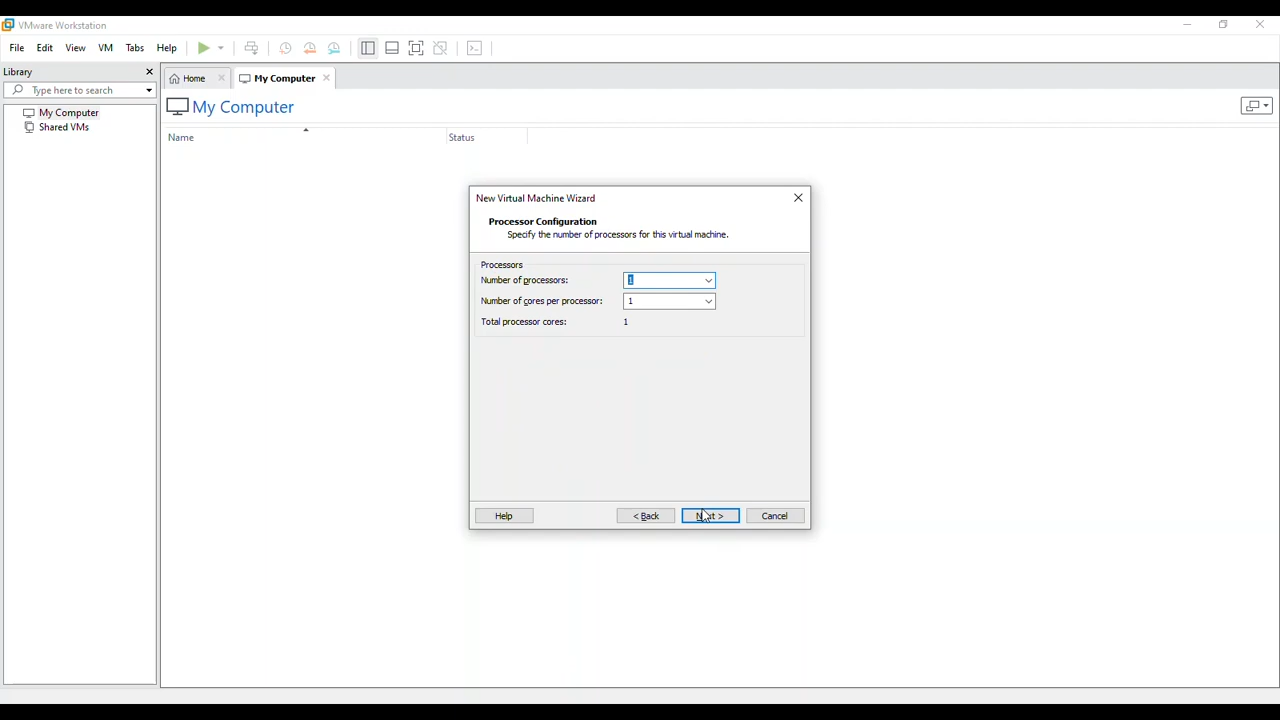 VMware Workstation
File Edit View VM Tabs Help
Library
Home
My Computer
Type here to search
My Computer
My Computer
Shared VMs
Name
Status
New Virtual Machine Wizard
Processor Configuration
Specify the number of processors for this virtual machine.
Processors
Number of processors: 1
Number of cores per processor: 1
Total processor cores: 1
Help
< Back
Cancel